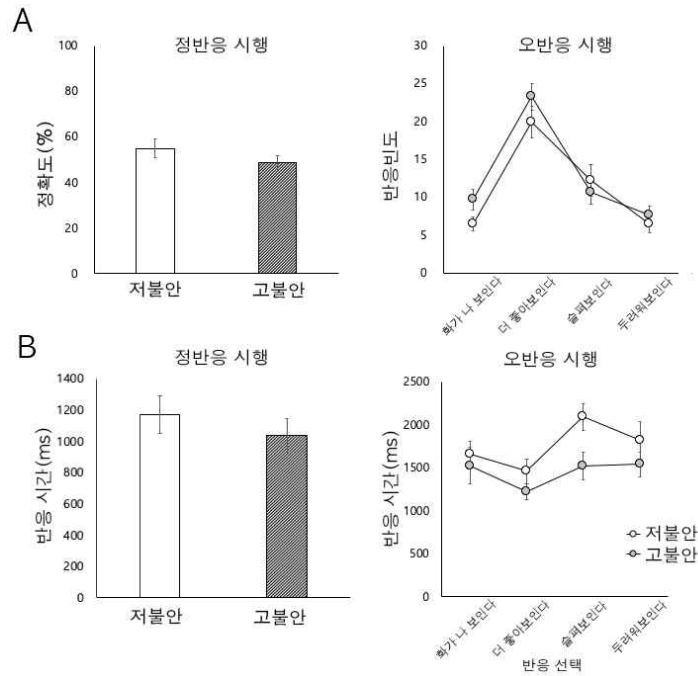 A
정반응 시행
정확도(%)
100
80
60
40
20
0
저불안
고불안
오반응 시행
반응빈도
30
25
20
15
10
5
0
화가 나 보인다
더 좋아보인다
슬퍼보인다
두려워보인다
B
정반응 시행
반응 시간(ms)
1400
1200
1000
800
600
400
200
0
저불안
고불안
오반응 시행
반응 시간(ms)
2500
2000
1500
1000
500
0
저불안
고불안
화가 나 보인다
더 좋아보인다
슬퍼보인다
두려워보인다
반응 선택